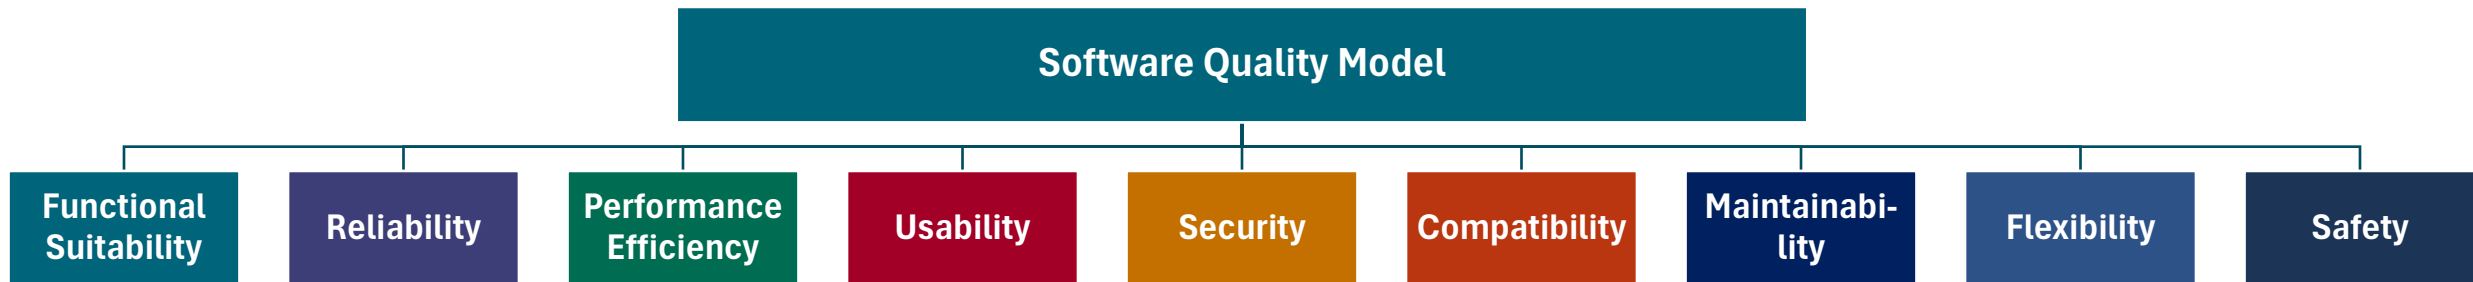 Software Quality Model
Functional
Suitability
Reliability
Performance
Efficiency
Usability
Security
Compatibility
Maintainabi-
lity
Flexibility
Safety